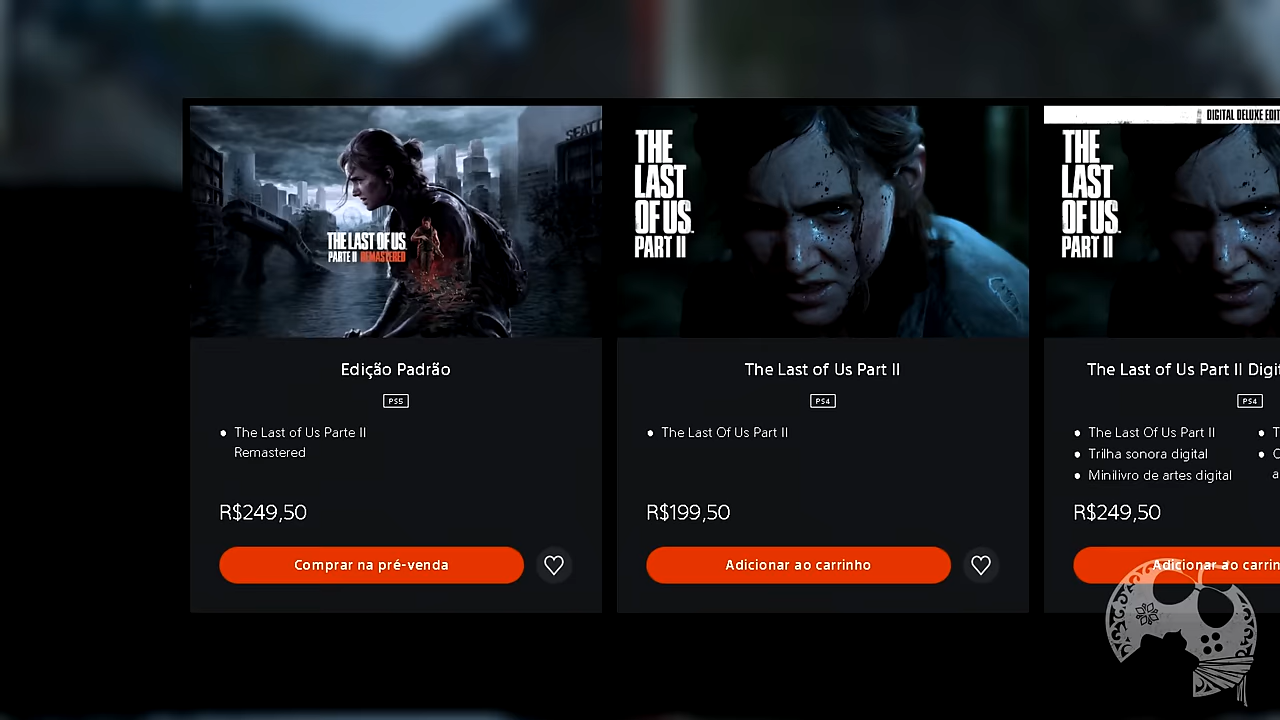 SEATT
THE LAST OF US
PARTE II REMASTERED
Edição Padrão
PS5
The Last of Us Parte II
Remastered
R$249,50
Comprar na pré-venda
THE
LAST
OF US
PART II
The Last of Us Part II
PS4
The Last Of Us Part II
R$199,50
Adicionar ao carrinho
DIGITAL DELUXE EDIT
THE
LAST
OF US
PART II
The Last of Us Part II Digi
PS4
The Last Of Us Part II
Trilha sonora digital
Minilivro de artes digital
R$249,50
Adicionar ao carrin